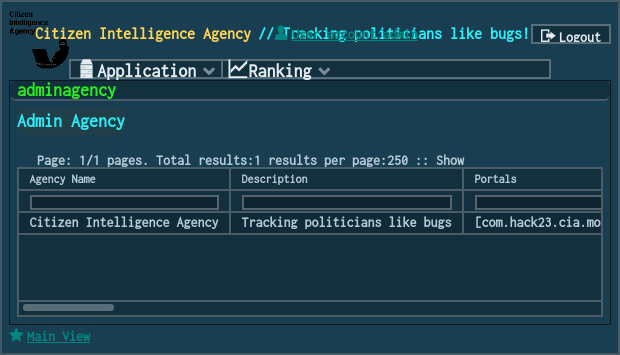 Citizen
Intelligence
Agency
Citizen Intelligence Agency // Tracking politicians like bugs!
Logout
Application Ranking
adminagency
Admin Agency
Page: 1/1 pages. Total results:1 results per page:250 :: Show
Agency Name Description Portals
Citizen Intelligence Agency Tracking politicians like bugs [com.hack23.cia.mo
Main View